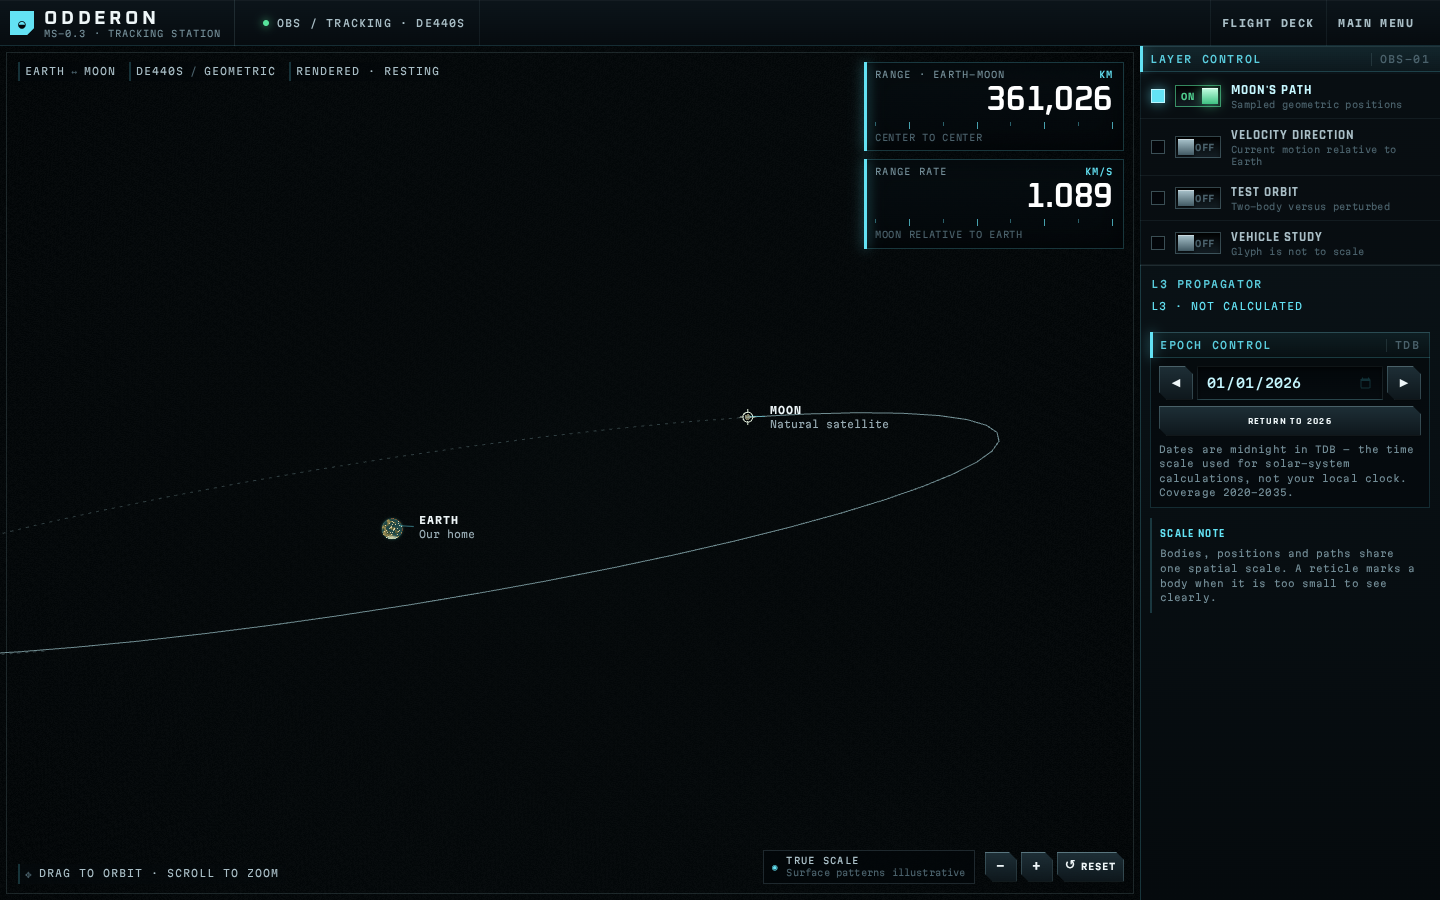 ODDERON
MS-0.3 · TRACKING STATION
OBS / TRACKING · DE440S
FLIGHT DECK
MAIN MENU
EARTH ↔ MOON
DE440S / GEOMETRIC
RENDERED · RESTING
RANGE · EARTH-MOON KM
361,026
CENTER TO CENTER
RANGE RATE KM/S
1.089
MOON RELATIVE TO EARTH
MOON
Natural satellite
EARTH
Our home
DRAG TO ORBIT · SCROLL TO ZOOM
TRUE SCALE
Surface patterns illustrative
−
+
↺ RESET
LAYER CONTROL OBS-01
ON
MOON'S PATH
Sampled geometric positions
OFF
VELOCITY DIRECTION
Current motion relative to
Earth
OFF
TEST ORBIT
Two-body versus perturbed
OFF
VEHICLE STUDY
Glyph is not to scale
L3 PROPAGATOR
L3 · NOT CALCULATED
EPOCH CONTROL TDB
◀ 01/01/2026 ▶
RETURN TO 2026
Dates are midnight in TDB — the time
scale used for solar-system
calculations, not your local clock.
Coverage 2020–2035.
SCALE NOTE
Bodies, positions and paths share
one spatial scale. A reticle marks a
body when it is too small to see
clearly.